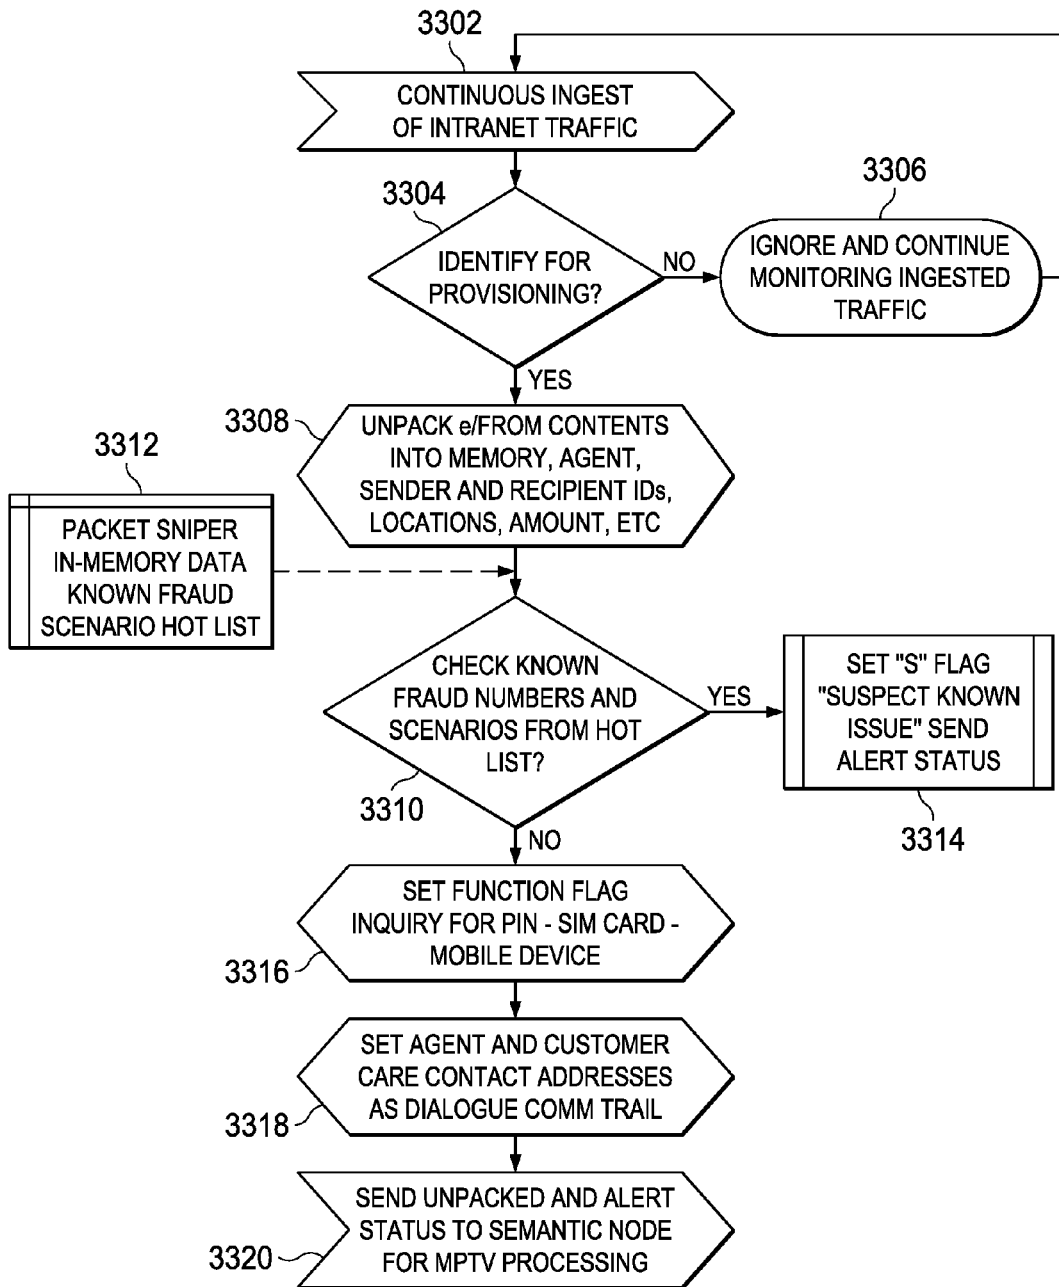 3302
CONTINUOUS INGEST
OF INTRANET TRAFFIC
3304
IDENTIFY FOR
PROVISIONING?
NO
3306
IGNORE AND CONTINUE
MONITORING INGESTED
TRAFFIC
YES
3308
UNPACK e/FROM CONTENTS
INTO MEMORY, AGENT,
SENDER AND RECIPIENT IDs,
LOCATIONS, AMOUNT, ETC
3312
PACKET SNIPER
IN-MEMORY DATA
KNOWN FRAUD
SCENARIO HOT LIST
CHECK KNOWN
FRAUD NUMBERS AND
SCENARIOS FROM HOT
LIST?
3310
YES
SET "S" FLAG
"SUSPECT KNOWN
ISSUE" SEND
ALERT STATUS
3314
NO
SET FUNCTION FLAG
INQUIRY FOR PIN - SIM CARD -
MOBILE DEVICE
3316
SET AGENT AND CUSTOMER
CARE CONTACT ADDRESSES
AS DIALOGUE COMM TRAIL
3318
SEND UNPACKED AND ALERT
STATUS TO SEMANTIC NODE
FOR MPTV PROCESSING
3320